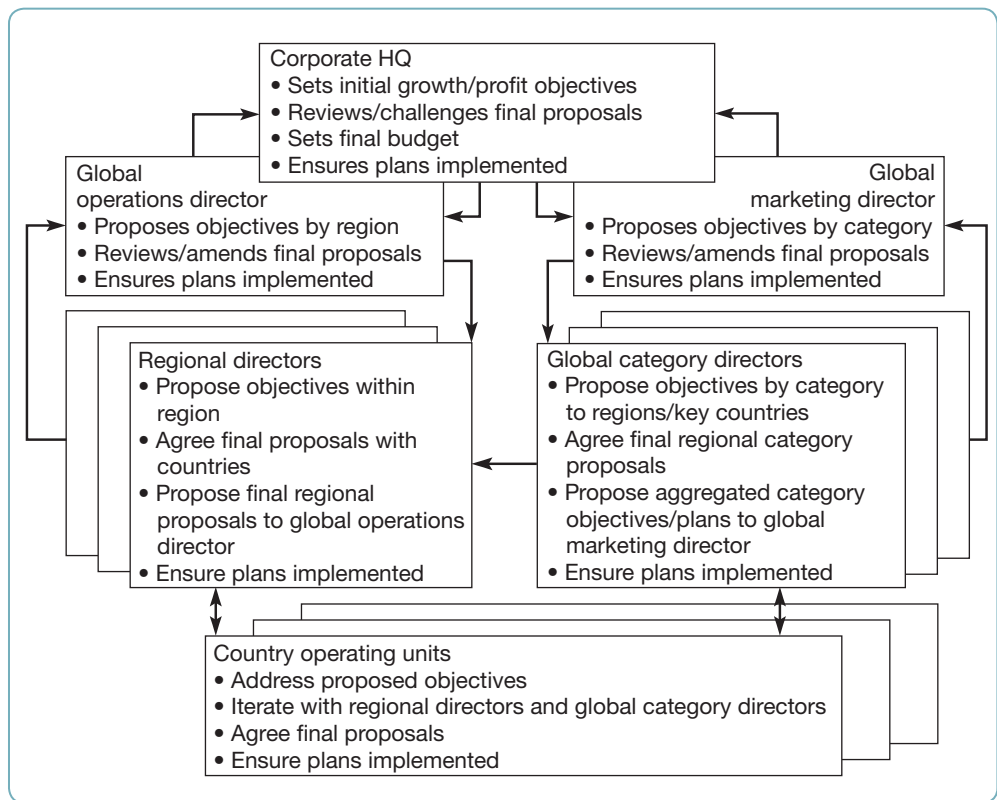 Corporate HQ
• Sets initial growth/profit objectives
• Reviews/challenges final proposals
• Sets final budget
• Ensures plans implemented
Global
operations director
• Proposes objectives by region
• Reviews/amends final proposals
• Ensures plans implemented
Global
marketing director
• Proposes objectives by category
• Reviews/amends final proposals
• Ensures plans implemented
Regional directors
• Propose objectives within
region
• Agree final proposals with
countries
• Propose final regional
proposals to global operations
director
• Ensure plans implemented
Global category directors
• Propose objectives by category
to regions/key countries
• Agree final regional category
proposals
• Propose aggregated category
objectives/plans to global
marketing director
• Ensure plans implemented
Country operating units
• Address proposed objectives
• Iterate with regional directors and global category directors
• Agree final proposals
• Ensure plans implemented